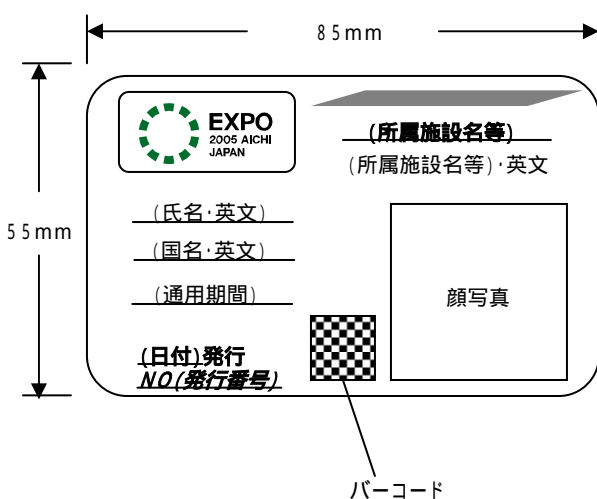 85mm
55mm
EXPO
2005 AICHI
JAPAN
(所属施設名等)
(所属施設名等)・英文
(氏名・英文)
(国名・英文)
(通用期間)
顔写真
(日付)発行
NO(発行番号)
バーコード